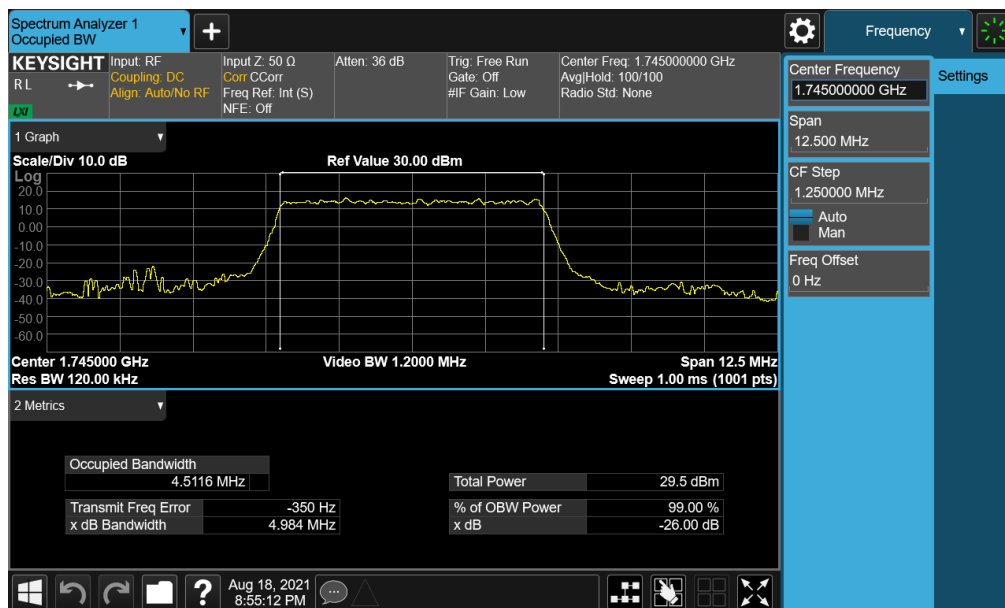 Spectrum Analyzer 1
Occupied BW
+
Frequency
KEYSIGHT
R L
LXI
Input: RF
Coupling: DC
Align: Auto/No RF
Input Z: 50 Ω
Corr CCorr
Freq Ref: Int (S)
NFE: Off
Atten: 36 dB
Trig: Free Run
Gate: Off
#IF Gain: Low
Center Freq: 1.745000000 GHz
Avg|Hold: 100/100
Radio Std: None
Center Frequency
1.745000000 GHz
Settings
Span
12.500 MHz
CF Step
1.250000 MHz
Auto
Man
Freq Offset
0 Hz
1 Graph
Scale/Div 10.0 dB
Ref Value 30.00 dBm
Log
20.0
10.0
0.00
-10.0
-20.0
-30.0
-40.0
-50.0
-60.0
Center 1.745000 GHz
Video BW 1.2000 MHz
Span 12.5 MHz
Res BW 120.00 kHz
Sweep 1.00 ms (1001 pts)
2 Metrics
Occupied Bandwidth
4.5116 MHz
Total Power 29.5 dBm
Transmit Freq Error -350 Hz
% of OBW Power 99.00 %
x dB Bandwidth 4.984 MHz
x dB -26.00 dB
?
Aug 18, 2021
8:55:12 PM